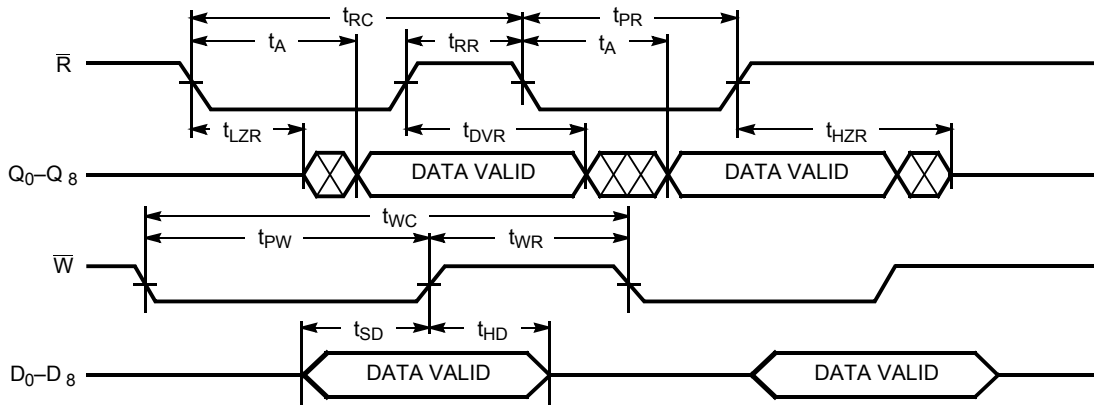 tRC tPR
tA tRR tA
R̅
tLZR tDVR tHZR
Q0–Q8 DATA VALID DATA VALID
tWC
tPW tWR
W̅
tSD tHD
D0–D8 DATA VALID DATA VALID